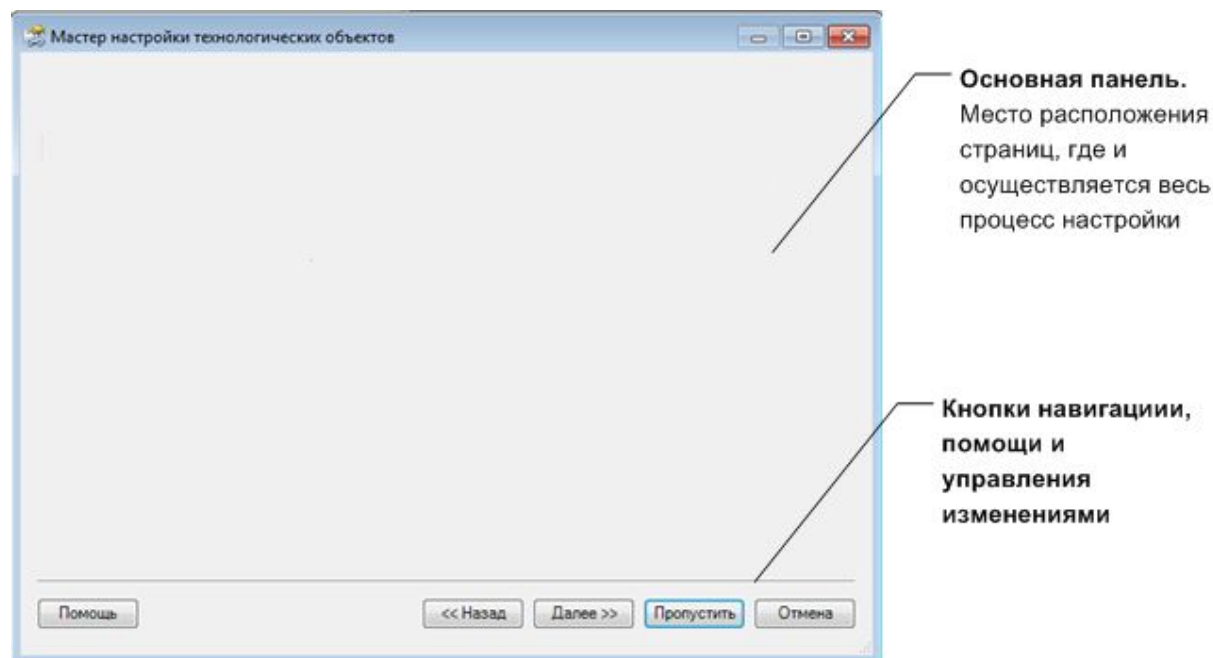 Мастер настройки технологических объектов
Основная панель.
Место расположения
страниц, где и
осуществляется весь
процесс настройки
Кнопки навигациии,
помощи и
управления
изменениями
Помощь
<< Назад
Далее >>
Пропустить
Отмена